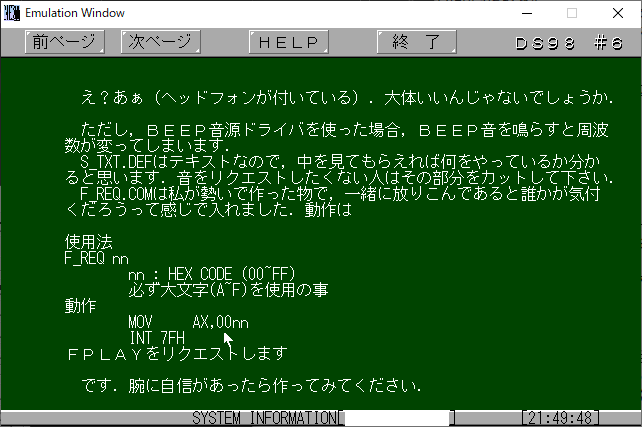 Emulation Window
前ページ 次ページ HELP 終 了 DS98 #6
え?あぁ(ヘッドフォンが付いている).大体いいんじゃないでしょうか.
ただし,BEEP音源ドライバを使った場合,BEEP音を鳴らすと周波
数が変ってしまいます.
S_TXT.DEFはテキストなので,中を見てもらえれば何をやっているか分か
ると思います.音をリクエストしたくない人はその部分をカットして下さい.
F_REQ.COMは私が勢いで作った物で,一緒に放りこんであると誰かが気付
くだろうって感じで入れました.動作は
使用法
F_REQ nn
nn : HEX CODE (00~FF)
必ず大文字(A~F)を使用の事
動作
MOV AX,00nn
INT 7FH
FPLAYをリクエストします
です.腕に自信があったら作ってみてください.
SYSTEM INFORMATION[ ] [21:49:48]